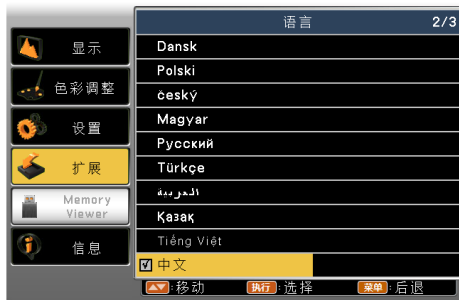 语言 2/3
显示
色彩调整
设置
扩展
Memory
Viewer
信息
Dansk
Polski
český
Magyar
Русский
Türkçe
العربية
Қазақ
Tiếng Việt
中文
:移动 执行:选择 菜单:后退